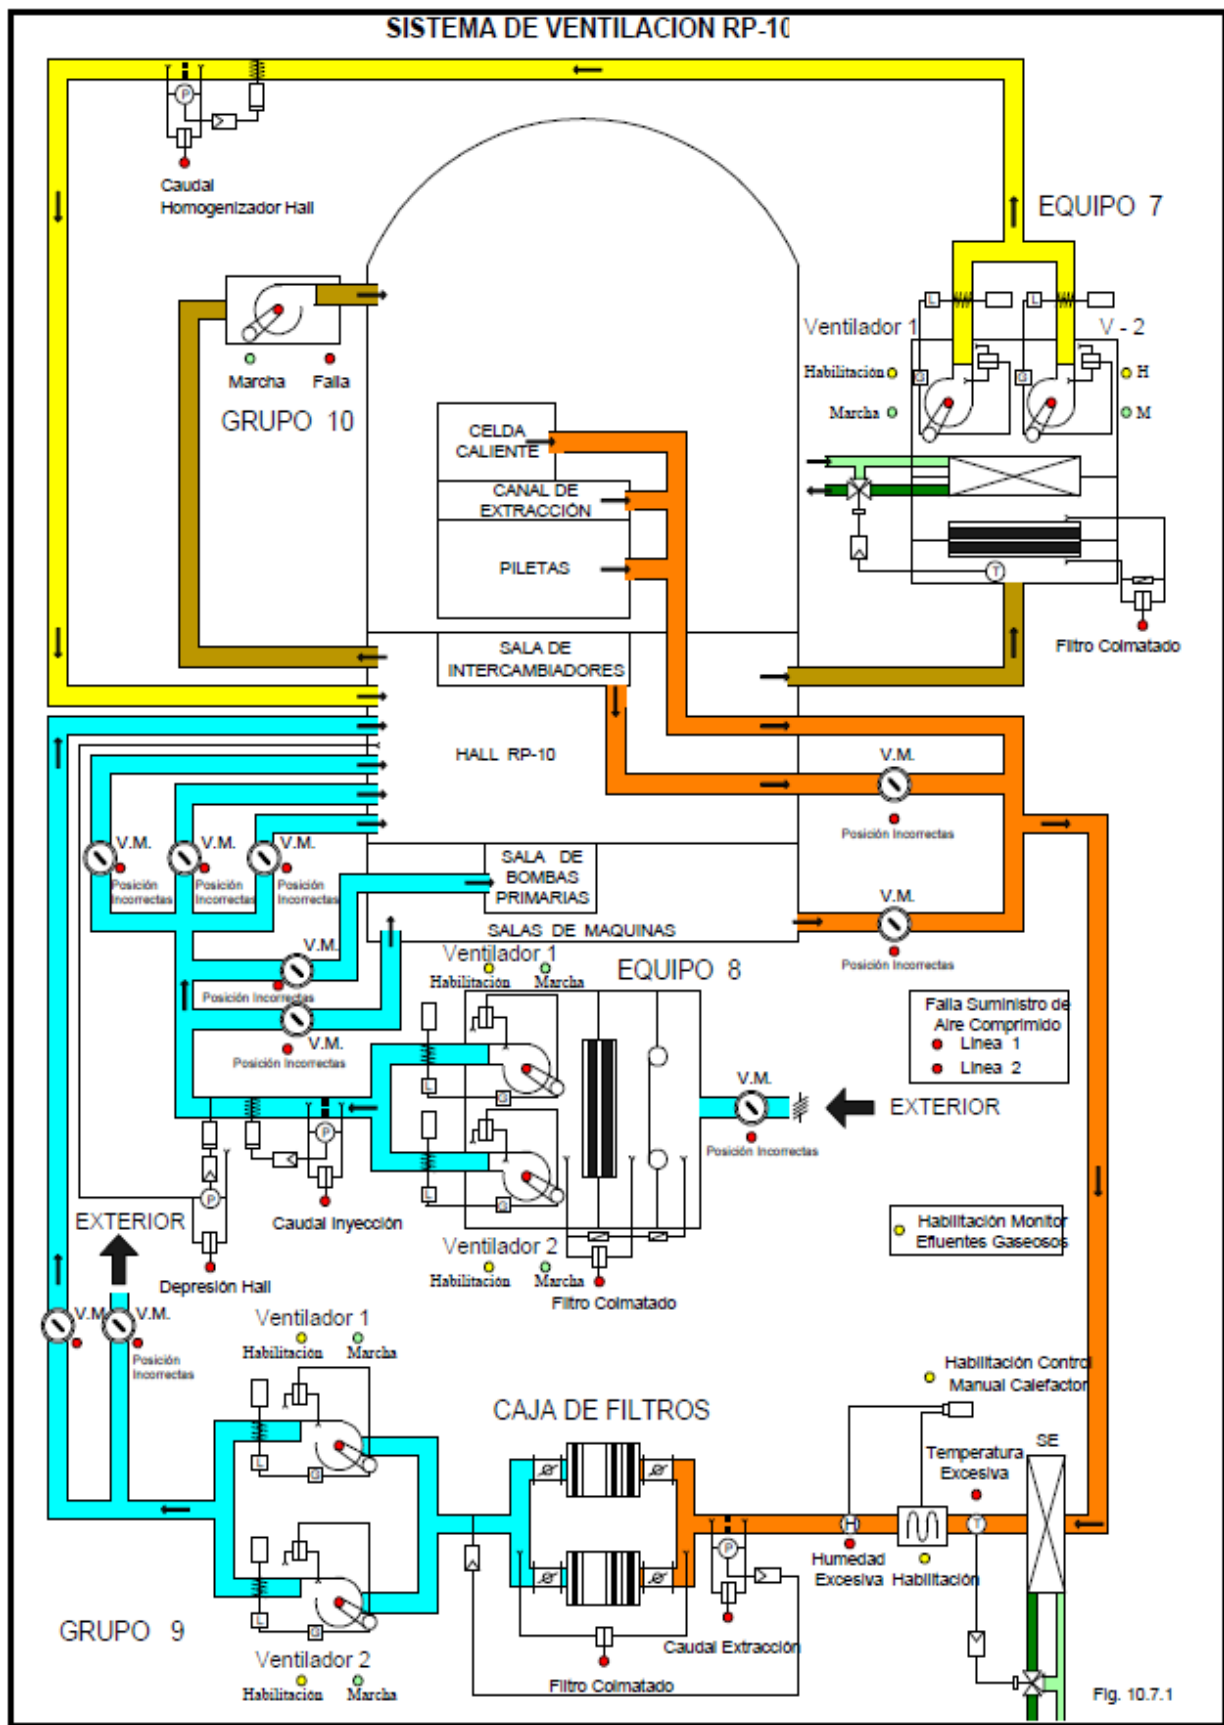 SISTEMA DE VENTILACION RP-10
P
Caudal
Homogenizador Hall
EQUIPO 7
L
L
Ventilador 1
V - 2
Habilitación
H
G
G
Marcha
M
Marcha
Falla
GRUPO 10
CELDA
CALIENTE
CANAL DE
EXTRACCIÓN
PILETAS
T
Filtro Colmatado
SALA DE
INTERCAMBIADORES
HALL RP-10
V.M.
Posición Incorrectas
V.M.
V.M.
V.M.
Posición
Incorrectas
Posición
Incorrectas
Posición
Incorrectas
SALA DE
BOMBAS
PRIMARIAS
V.M.
SALAS DE MAQUINAS
Posición Incorrectas
V.M.
Posición Incorrectas
V.M.
Posición Incorrectas
Ventilador 1
Habilitación
Marcha
EQUIPO 8
Falla Suministro de
Aire Comprimido
Linea 1
Linea 2
L
G
V.M.
EXTERIOR
Posición Incorrectas
P
L
G
P
Caudal Inyección
EXTERIOR
Depresión Hall
Ventilador 2
Habilitación
Marcha
Filtro Colmatado
Habilitación Monitor
Efluentes Gaseosos
V.M
V.M.
Posición
Incorrectas
Ventilador 1
Habilitación
Marcha
Habilitación Control
Manual Calefactor
CAJA DE FILTROS
Temperatura
Excesiva
SE
L
G
H
T
P
Humedad
Excesiva
Habilitación
L
G
GRUPO 9
Caudal Extracción
Ventilador 2
Habilitación
Marcha
Filtro Colmatado
Fig. 10.7.1